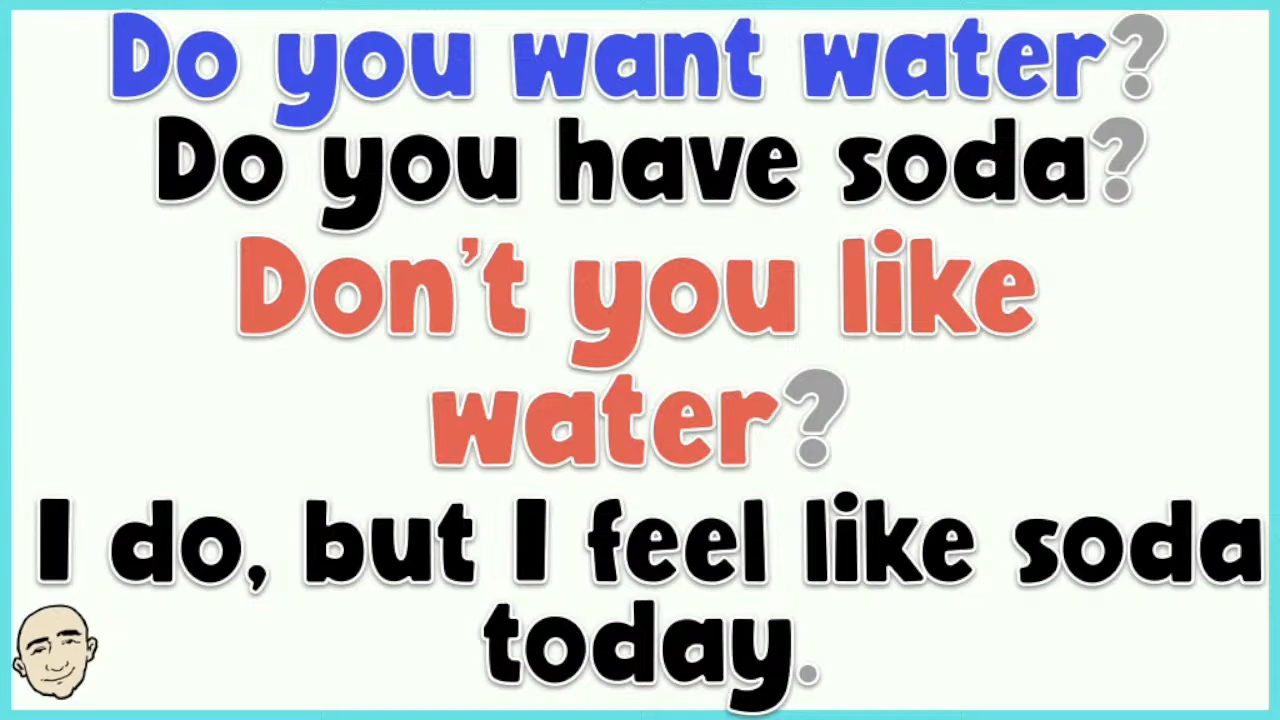 Do you want water?
Do you have soda?
Don't you like
water?
I do, but I feel like soda
today.